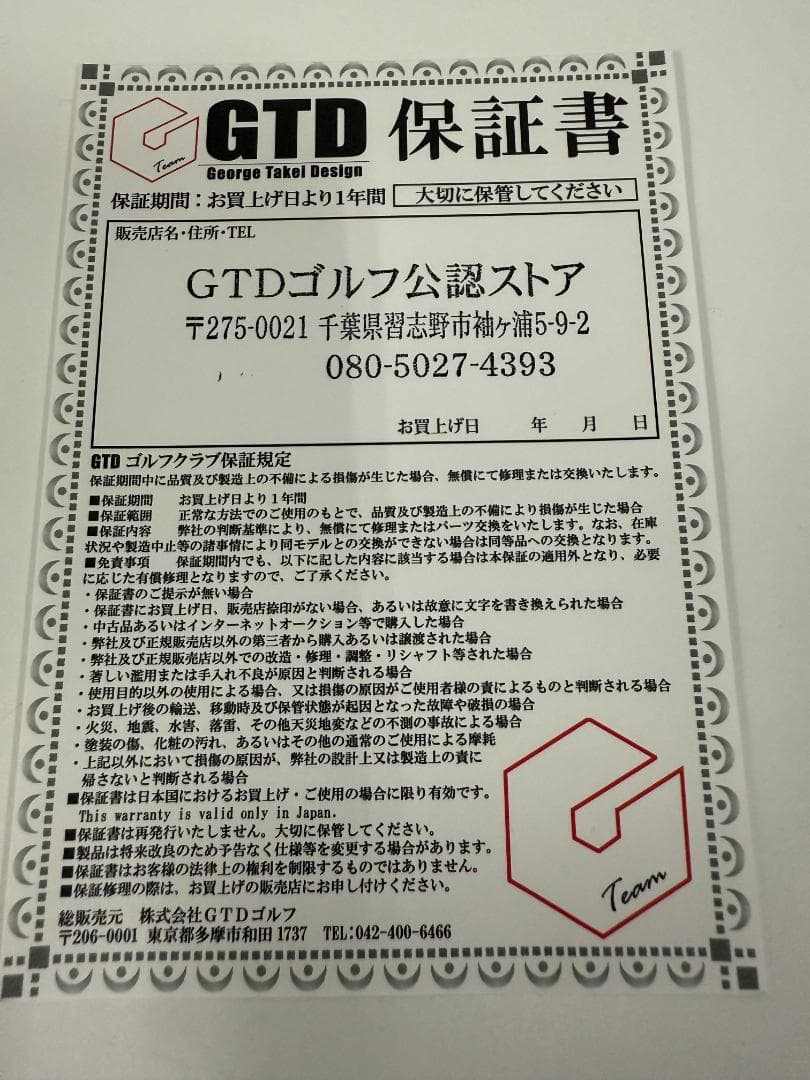 Team
GTD 保証書
George Takei Design
保証期間：お買上げ日より1年間 大切に保管してください
販売店名・住所・TEL
GTDゴルフ公認ストア
〒275-0021 千葉県習志野市袖ヶ浦5-9-2
080-5027-4393
お買上げ日 年 月 日
GTD ゴルフクラブ保証規定
保証期間中に品質及び製造上の不備による損傷が生じた場合、無償にて修理または交換いたします。
■保証期間 お買上げ日より1年間
■保証範囲 正常な方法でのご使用のもとで、品質及び製造上の不備により損傷が生じた場合
■保証内容 弊社の判断基準により、無償にて修理またはパーツ交換をいたします。なお、在庫
状況や製造中止等の諸事情により同モデルとの交換ができない場合は同等品への交換となります。
■免責事項 保証期間内でも、以下に記した内容に該当する場合は本保証の適用外となり、必要
に応じた有償修理となりますので、ご了承ください。
・保証書のご提示が無い場合
・保証書にお買上げ日、販売店捺印がない場合、あるいは故意に文字を書き換えられた場合
・中古品あるいはインターネットオークション等で購入した場合
・弊社及び正規販売店以外の第三者から購入あるいは譲渡された場合
・弊社及び正規販売店以外での改造・修理・調整・リシャフト等された場合
・著しい濫用または手入れ不良が原因と判断される場合
・使用目的以外の使用による場合、又は損傷の原因がご使用者様の責によるものと判断される場合
・お買上げ後の輸送、移動時及び保管状態が起因となった故障や破損の場合
・火災、地震、水害、落雷、その他天災地変などの不測の事故による場合
・塗装の傷、化粧の汚れ、あるいはその他の通常のご使用による摩耗
・上記以外において損傷の原因が、弊社の設計上又は製造上の責に
帰さないと判断される場合
■保証書は日本国におけるお買上げ・ご使用の場合に限り有効です。
This warranty is valid only in Japan.
■保証書は再発行いたしません。大切に保管してください。
■製品は将来改良のため予告なく仕様等を変更する場合があります。
■保証書はお客様の法律上の権利を制限するものではありません。
■保証修理の際は、お買上げの販売店にお申し付けください。
Team
総販売元 株式会社GTDゴルフ
〒206-0001 東京都多摩市和田1737 TEL:042-400-6466